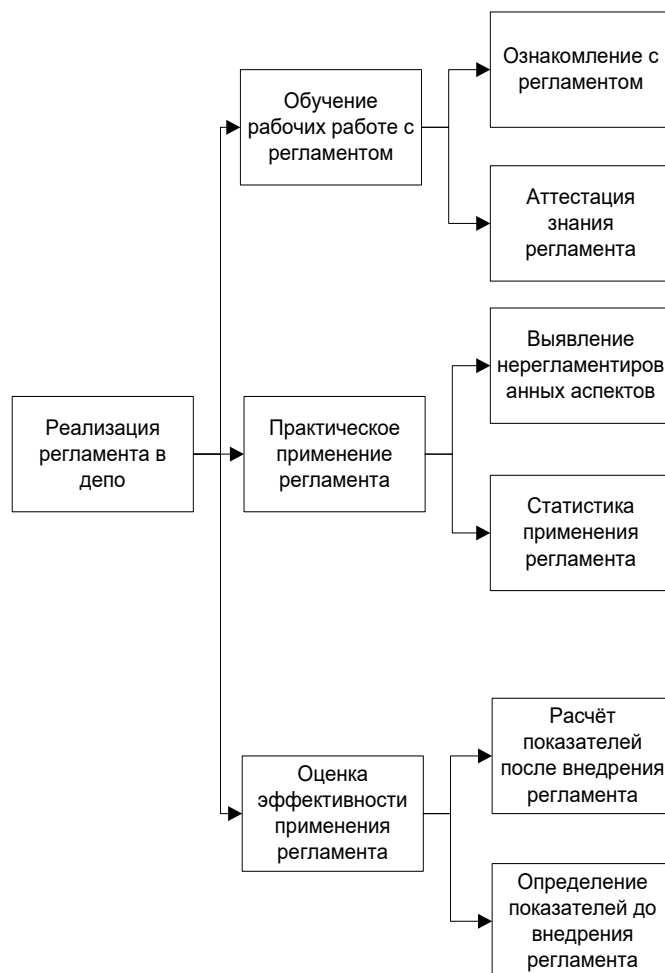 Реализация
регламента в
депо
Обучение
рабочих работе с
регламентом
Ознакомление с
регламентом
Аттестация
знания
регламента
Практическое
применение
регламента
Выявление
нерегламентиров
анных аспектов
Статистика
применения
регламента
Оценка
эффективности
применения
регламента
Расчёт
показателей
после внедрения
регламента
Определение
показателей до
внедрения
регламента